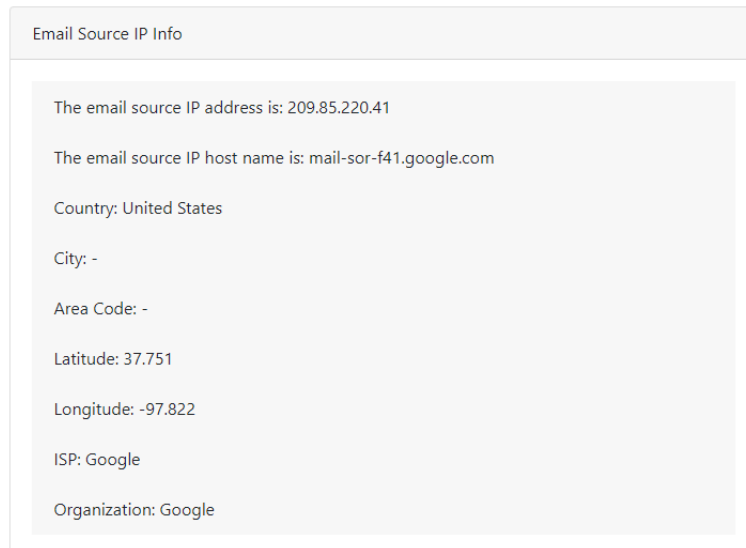 Email Source IP Info
The email source IP address is: 209.85.220.41
The email source IP host name is: mail-sor-f41.google.com
Country: United States
City: -
Area Code: -
Latitude: 37.751
Longitude: -97.822
ISP: Google
Organization: Google